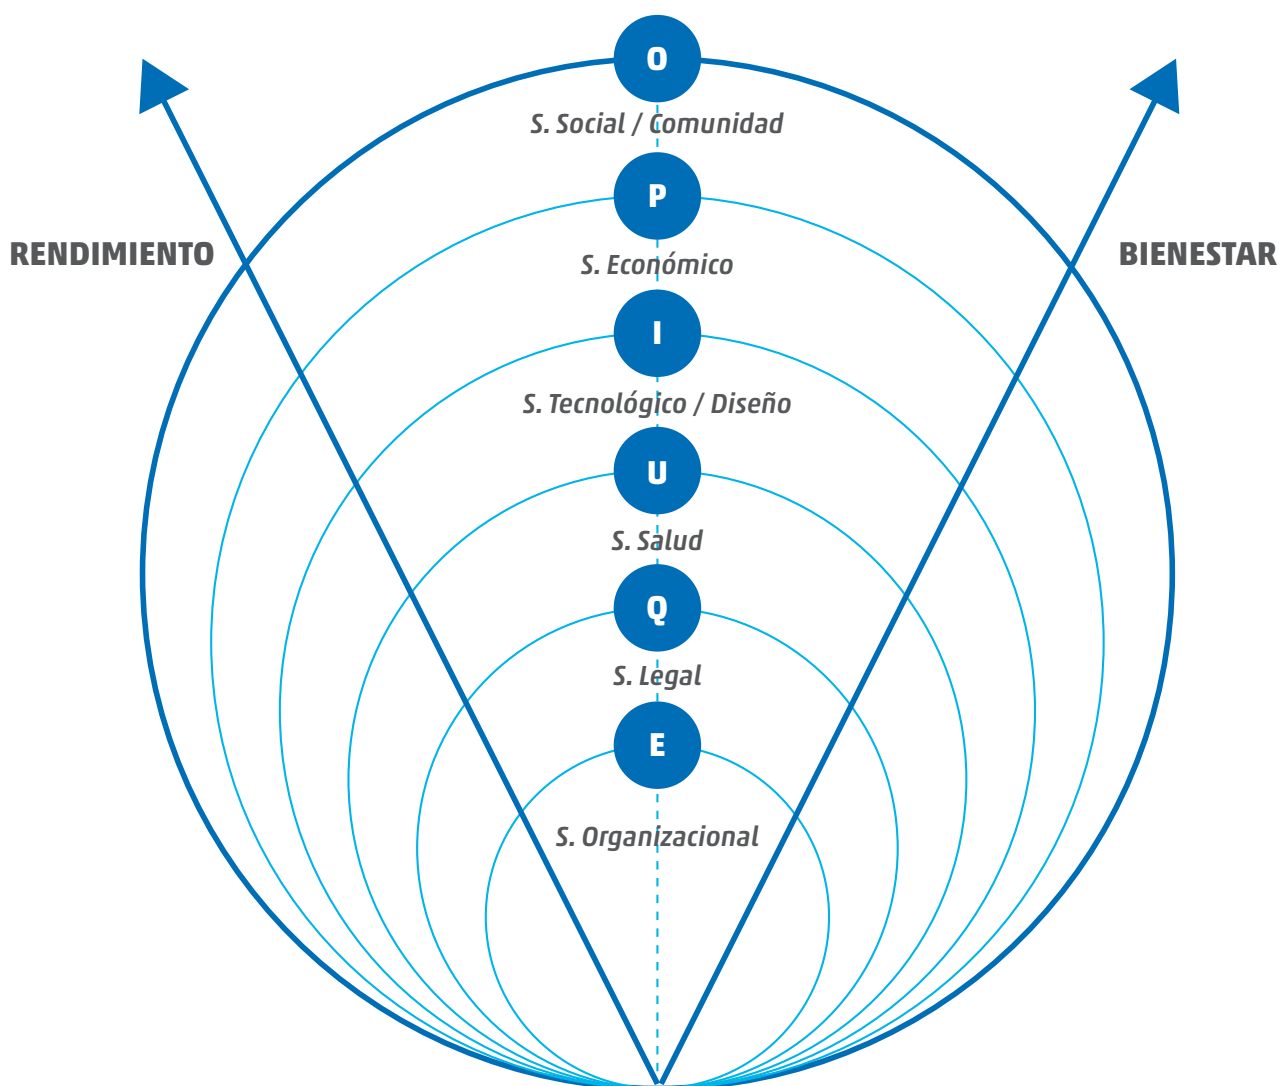 O
S. Social / Comunidad
P
RENDIMIENTO
BIENESTAR
S. Económico
I
S. Tecnológico / Diseño
U
S. Salud
Q
S. Legal
E
S. Organizacional